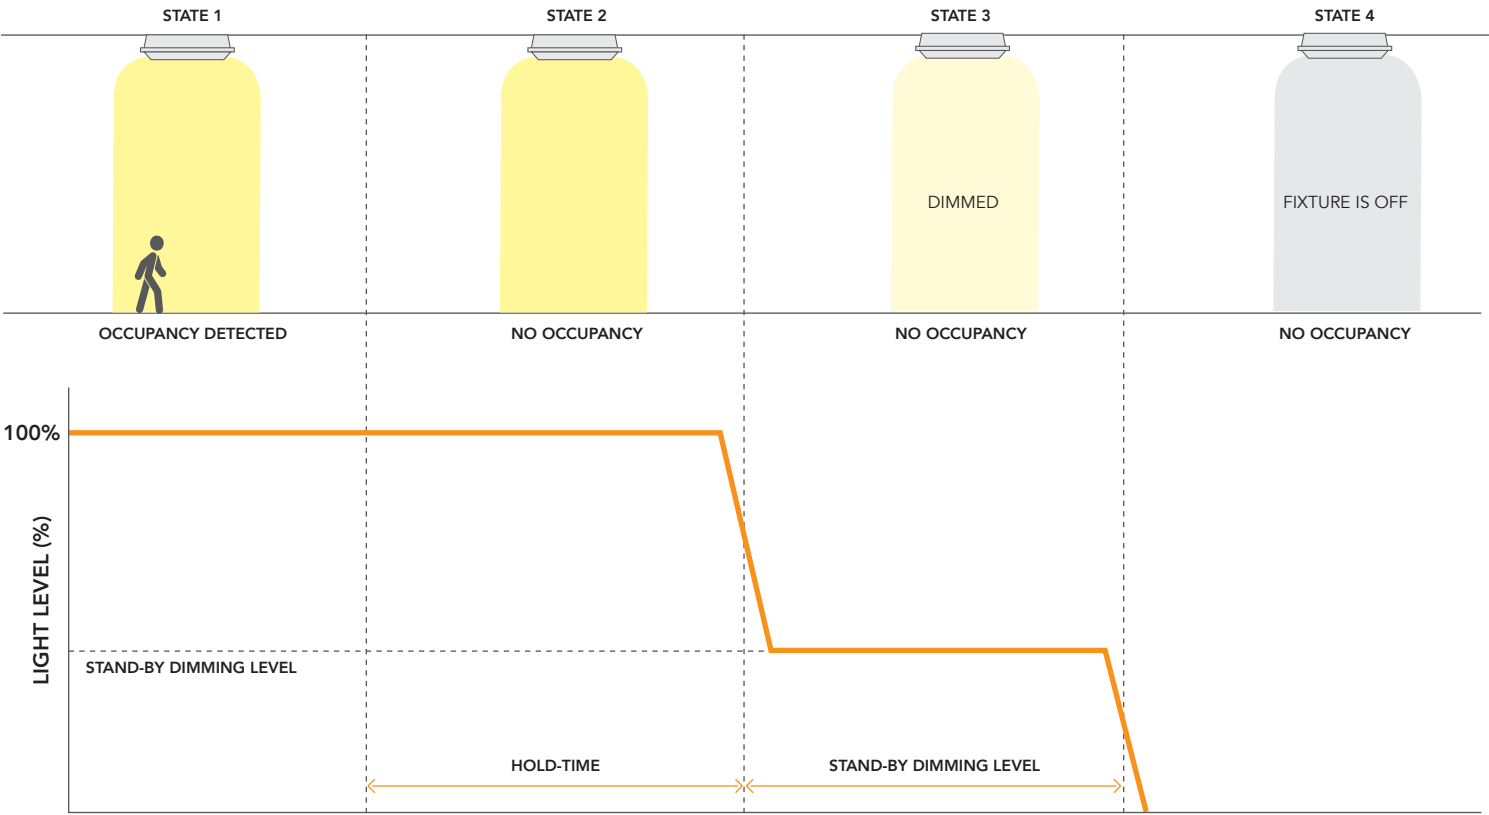 STATE 1
STATE 2
STATE 3
STATE 4
DIMMED
FIXTURE IS OFF
OCCUPANCY DETECTED
NO OCCUPANCY
NO OCCUPANCY
NO OCCUPANCY
100%
LIGHT LEVEL (%)
STAND-BY DIMMING LEVEL
HOLD-TIME
STAND-BY DIMMING LEVEL